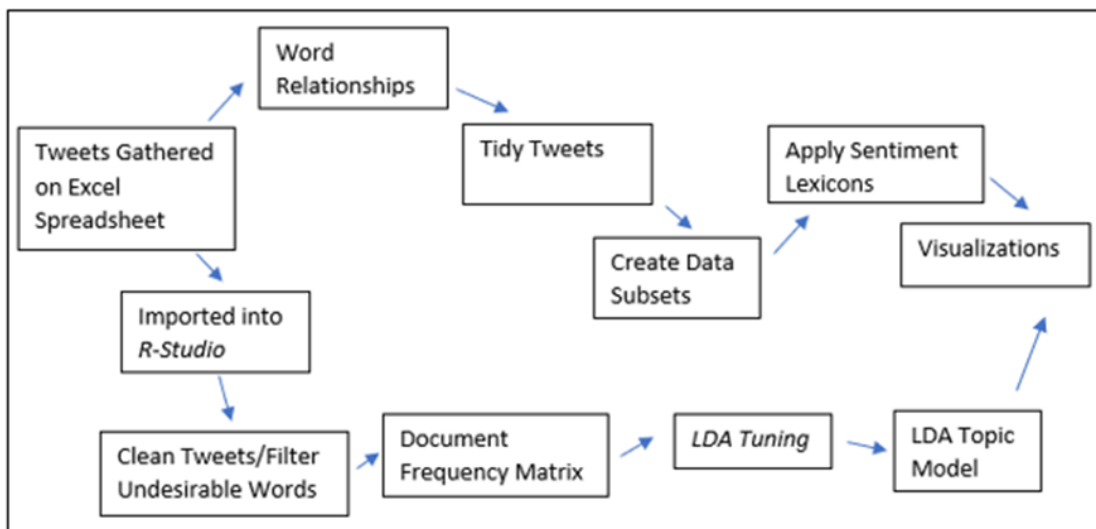 Word
Relationships
Tweets Gathered
on Excel
Spreadsheet
Tidy Tweets
Apply Sentiment
Lexicons
Create Data
Subsets
Visualizations
Imported into
R-Studio
Clean Tweets/Filter
Undesirable Words
Document
Frequency Matrix
LDA Tuning
LDA Topic
Model